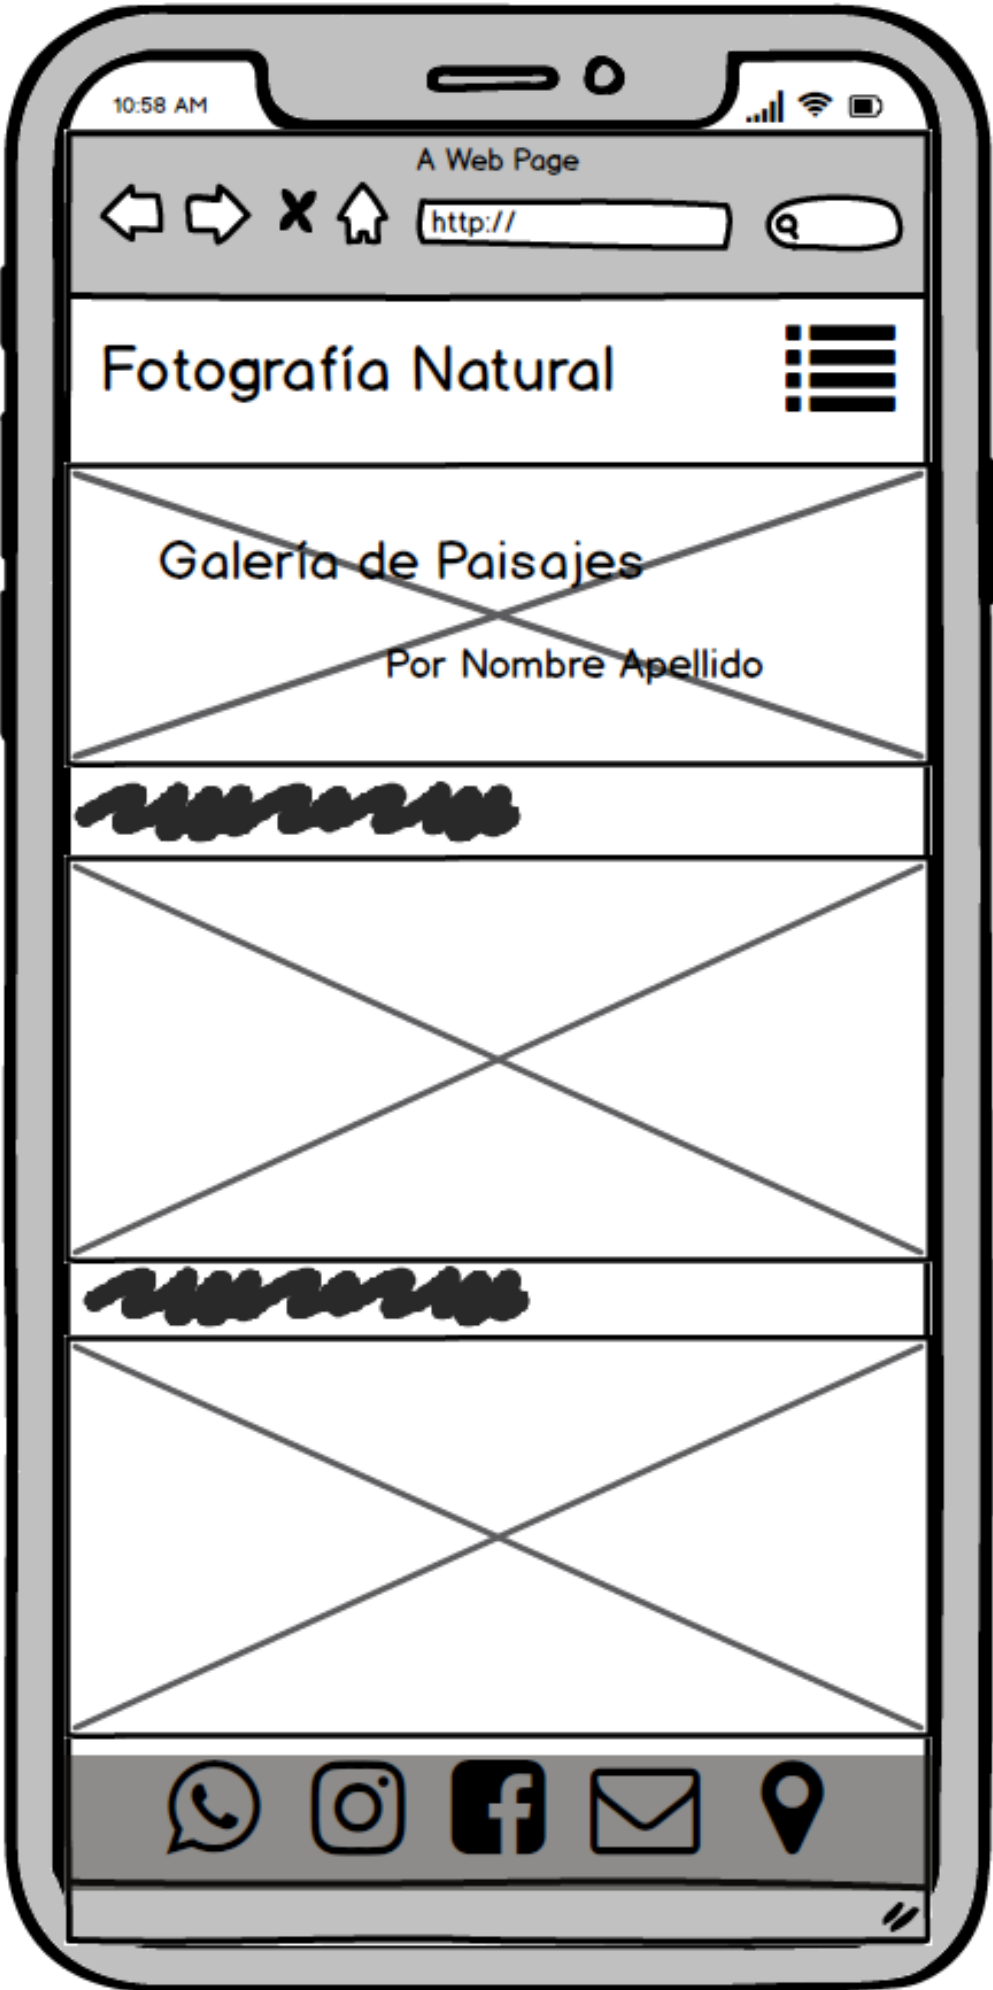 10:58 AM
A Web Page
http://
Fotografía Natural
Galería de Paisajes
Por Nombre Apellido